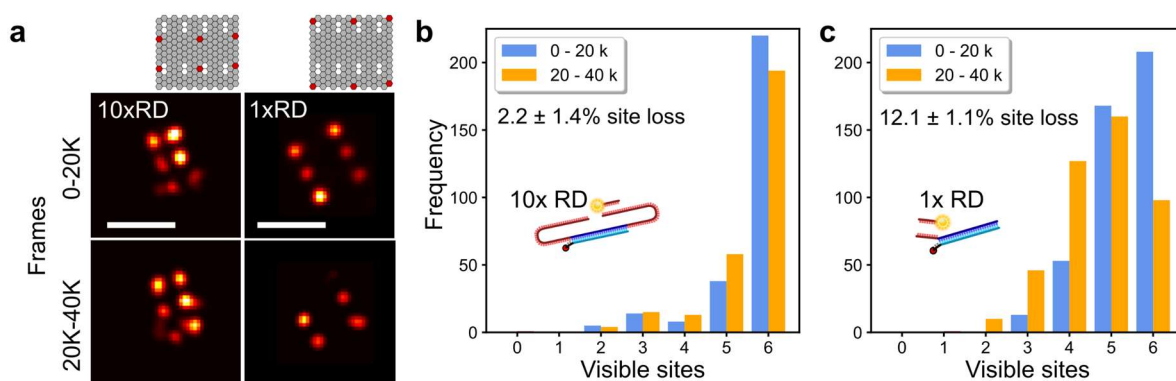 a
10xRD
1xRD
0-20K
20K-40K
Frames
b
0 - 20 k
20 - 40 k
2.2 ± 1.4% site loss
10x RD
Frequency
200
150
100
50
0
0 1 2 3 4 5 6
Visible sites
c
0 - 20 k
20 - 40 k
12.1 ± 1.1% site loss
1x RD
200
150
100
50
0
0 1 2 3 4 5 6
Visible sites